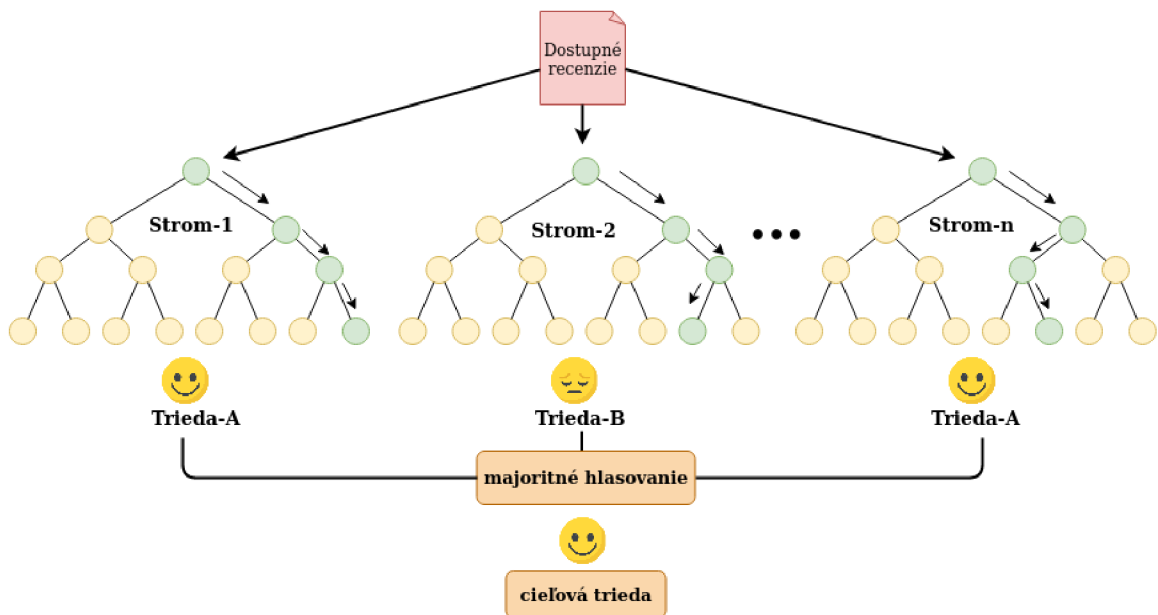 Dostupné
recenzie
Strom-1
Strom-2
Strom-n
Trieda-A
Trieda-B
Trieda-A
majoritné hlasovanie
cieľová trieda